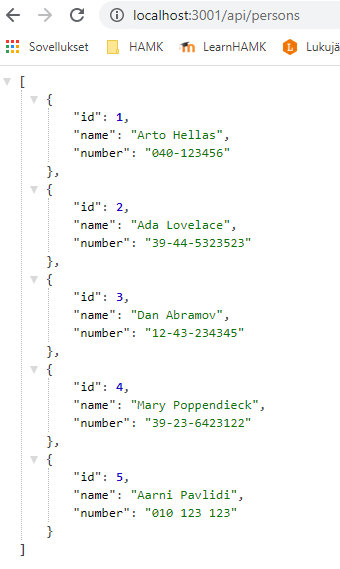 localhost:3001/api/persons
Sovellukset HAMK LearnHAMK Lukujä
[
{
"id": 1,
"name": "Arto Hellas",
"number": "040-123456"
},
{
"id": 2,
"name": "Ada Lovelace",
"number": "39-44-5323523"
},
{
"id": 3,
"name": "Dan Abramov",
"number": "12-43-234345"
},
{
"id": 4,
"name": "Mary Poppendieck",
"number": "39-23-6423122"
},
{
"id": 5,
"name": "Aarni Pavlidi",
"number": "010 123 123"
}
]